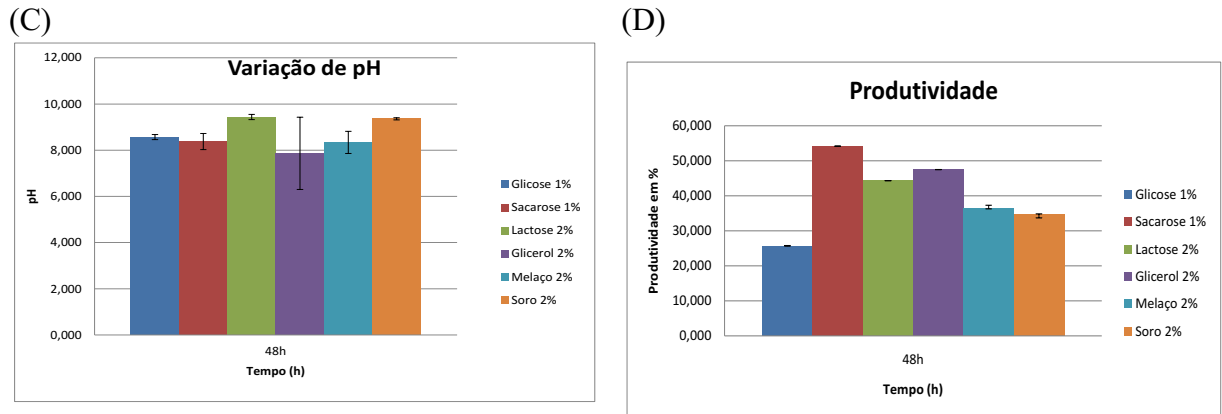 (C)
Variação de pH
12,000
10,000
8,000
6,000
4,000
2,000
0,000
pH
48h
Tempo (h)
Glicose 1%
Sacarose 1%
Lactose 2%
Glicerol 2%
Melaço 2%
Soro 2%
(D)
Produtividade
60,000
50,000
40,000
30,000
20,000
10,000
0,000
Produtividade em %
48h
Tempo (h)
Glicose 1%
Sacarose 1%
Lactose 2%
Glicerol 2%
Melaço 2%
Soro 2%